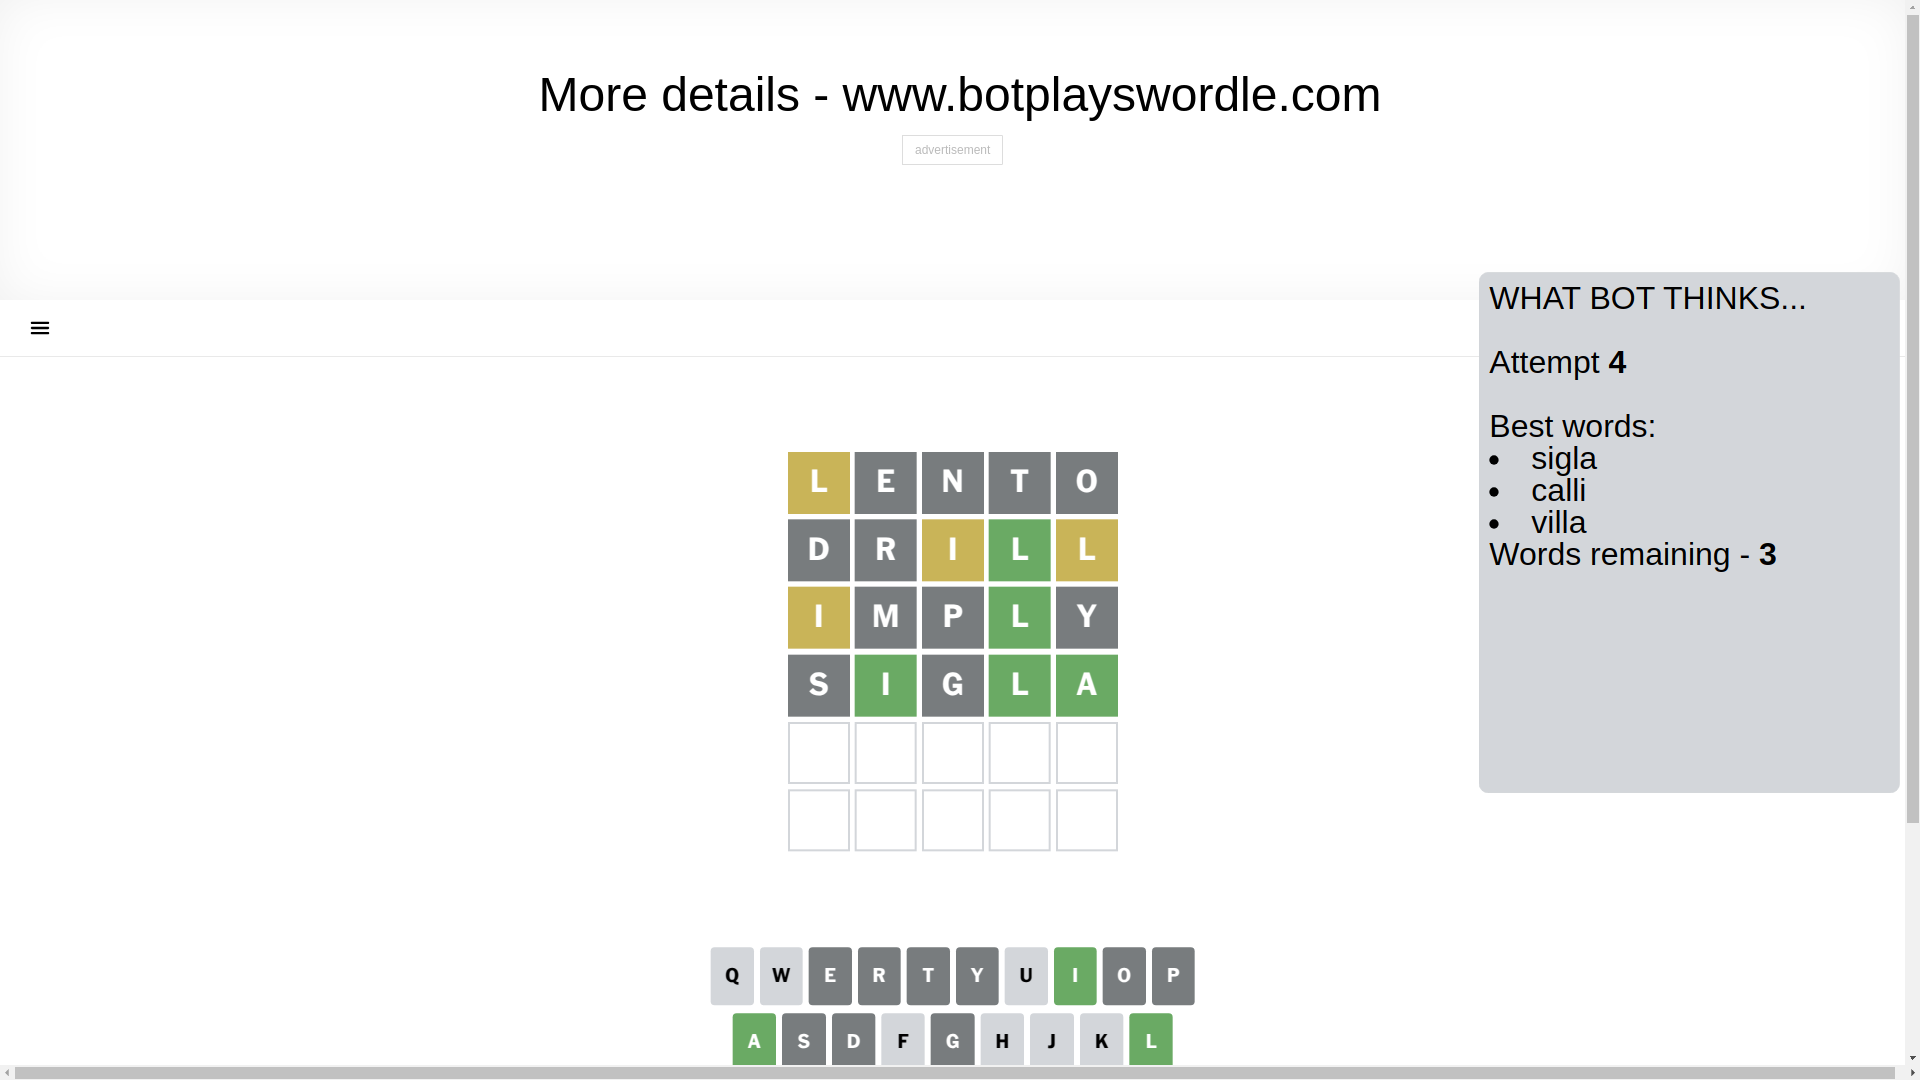 More details - www.botplayswordle.com
advertisement
WHAT BOT THINKS...
Attempt 4
Best words:
• sigla
• calli
• villa
Words remaining - 3
L E N T O
D R I L L
I M P L Y
S I G L A
Q W E R T Y U I O P
A S D F G H J K L